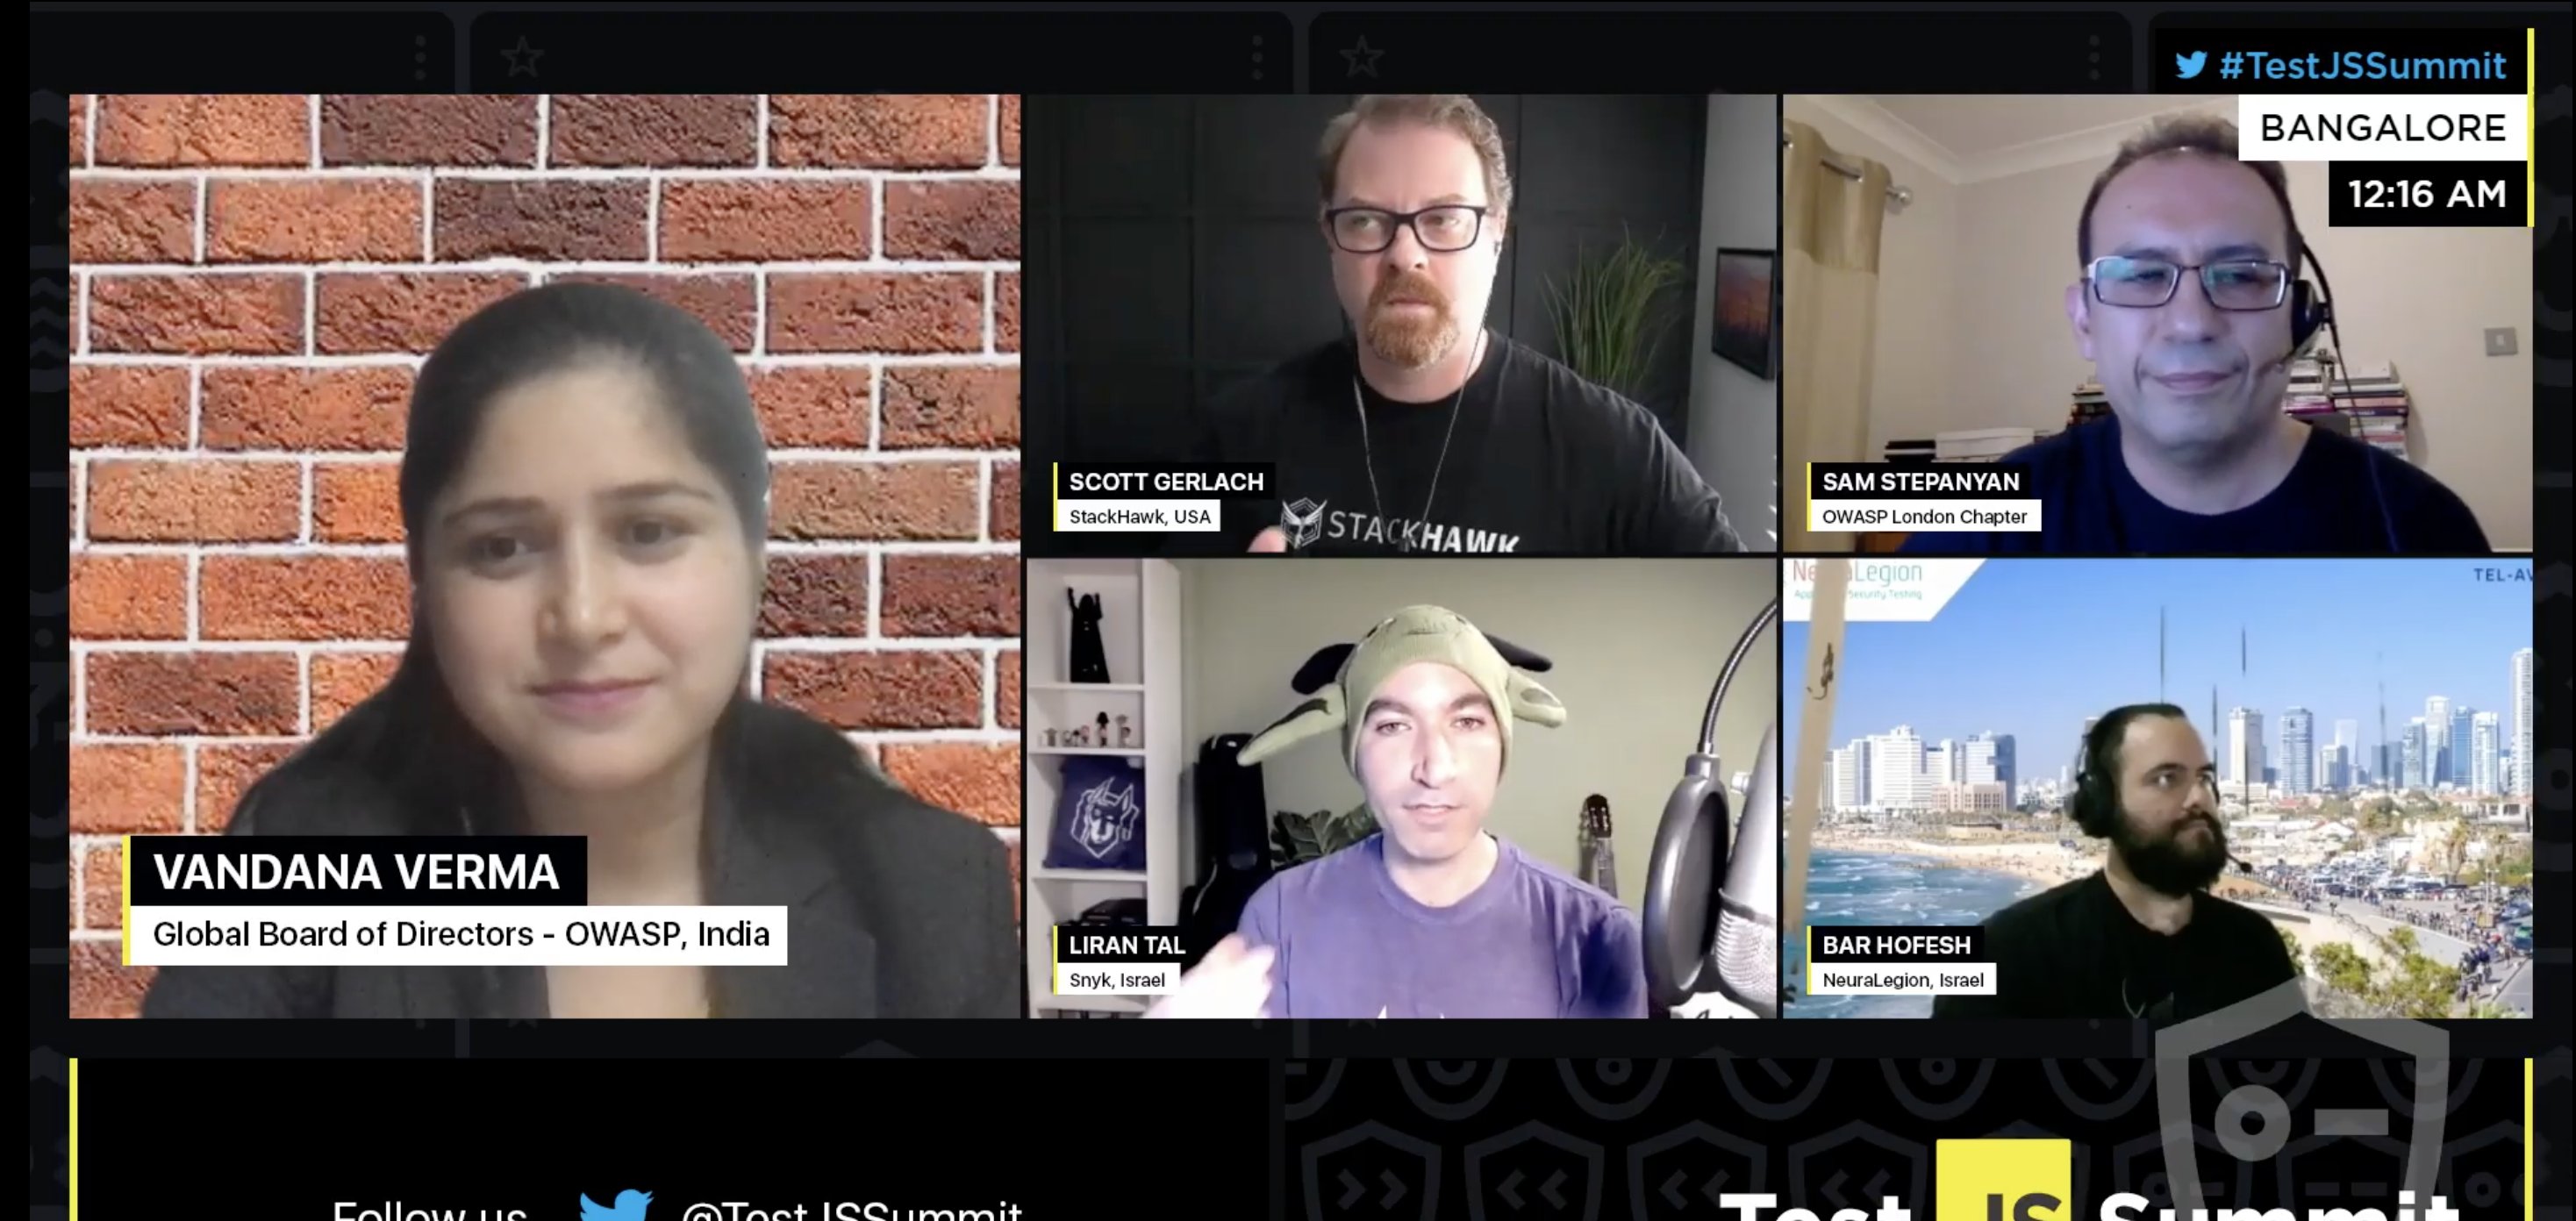 #TestJSSummit
BANGALORE
12:16 AM
VANDANA VERMA
Global Board of Directors - OWASP, India
SCOTT GERLACH
StackHawk, USA
STACKHAWK
SAM STEPANYAN
OWASP London Chapter
LIRAN TAL
Snyk, Israel
Legion
Security Testing
TEL-AV
BAR HOFESH
NeuraLegion, Israel
Follow us
@TestJSSummit
Test JS Summit